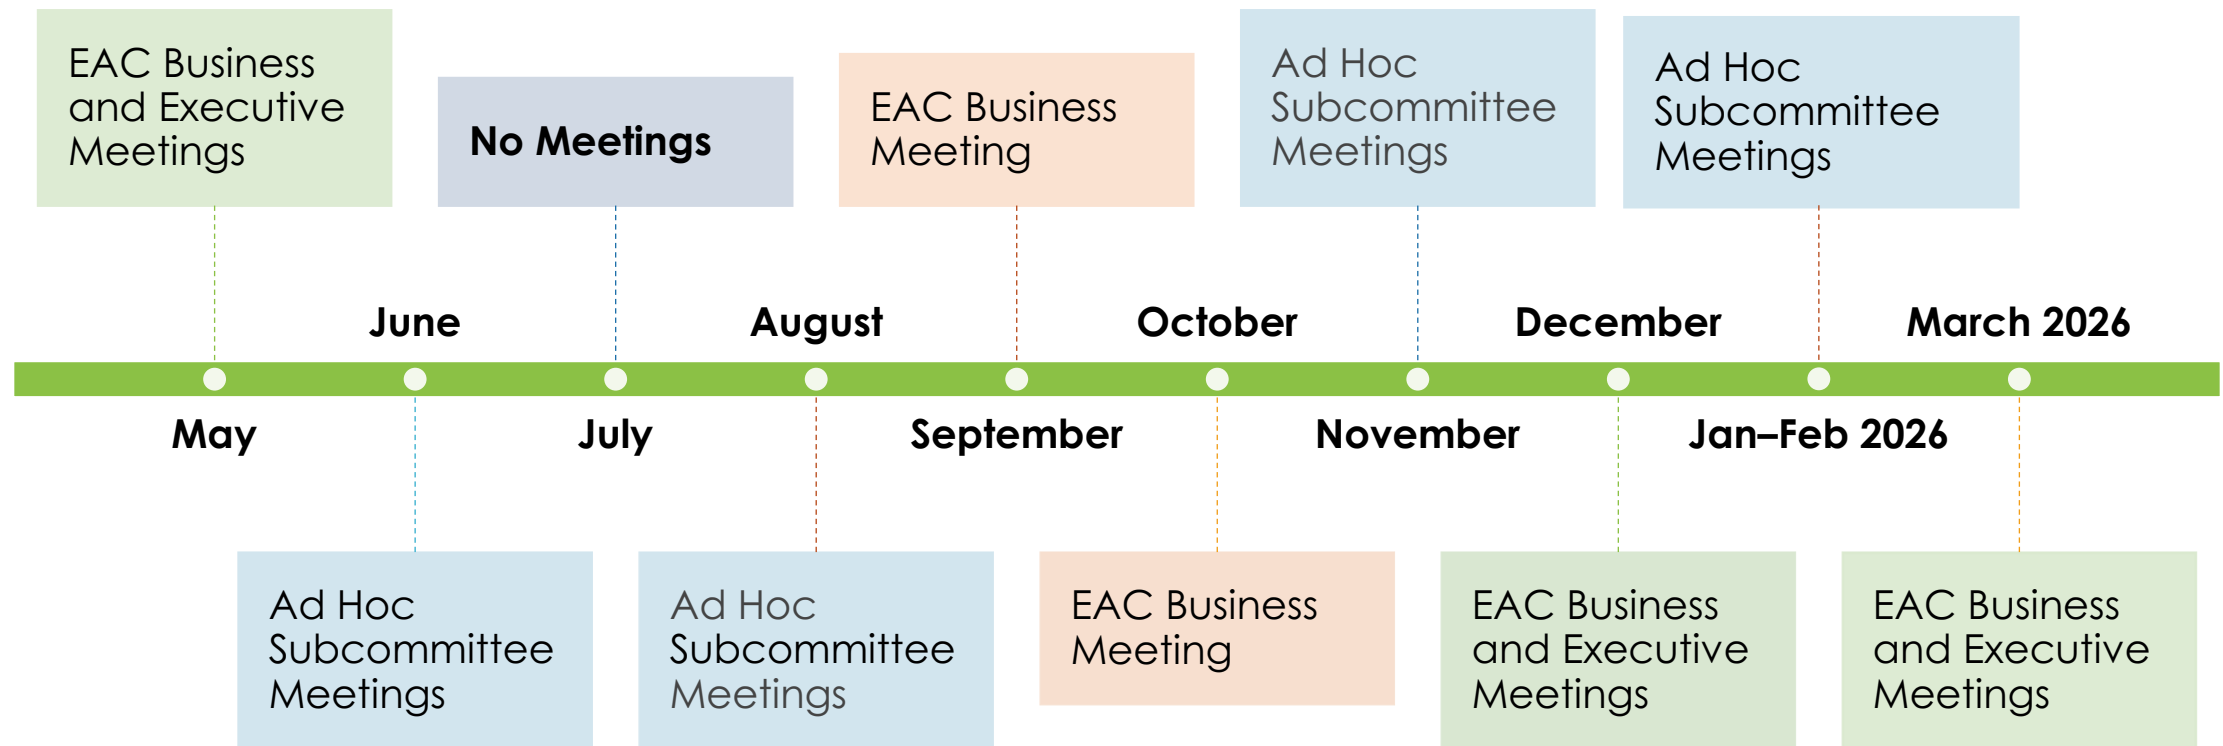 EAC Business
and Executive
Meetings
No Meetings
EAC Business
Meeting
Ad Hoc
Subcommittee
Meetings
Ad Hoc
Subcommittee
Meetings
June
August
October
December
March 2026
May
July
September
November
Jan–Feb 2026
Ad Hoc
Subcommittee
Meetings
Ad Hoc
Subcommittee
Meetings
EAC Business
Meeting
EAC Business
and Executive
Meetings
EAC Business
and Executive
Meetings